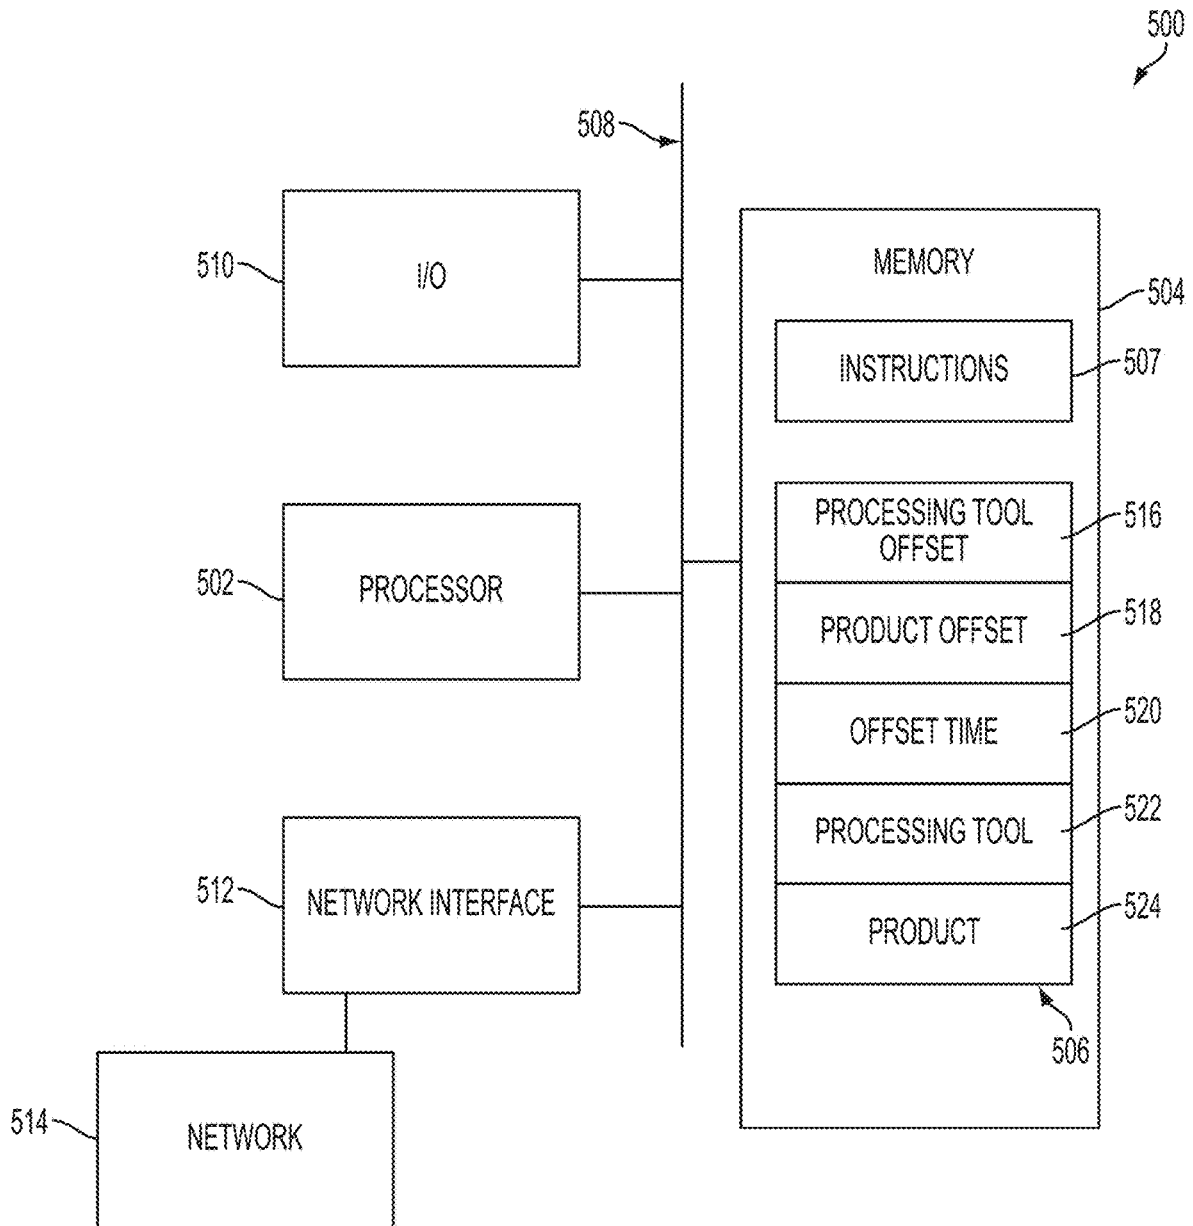 500
508
510
I/O
MEMORY
504
INSTRUCTIONS
507
PROCESSING TOOL
OFFSET
516
502
PROCESSOR
PRODUCT OFFSET
518
OFFSET TIME
520
PROCESSING TOOL
522
512
NETWORK INTERFACE
PRODUCT
524
506
514
NETWORK